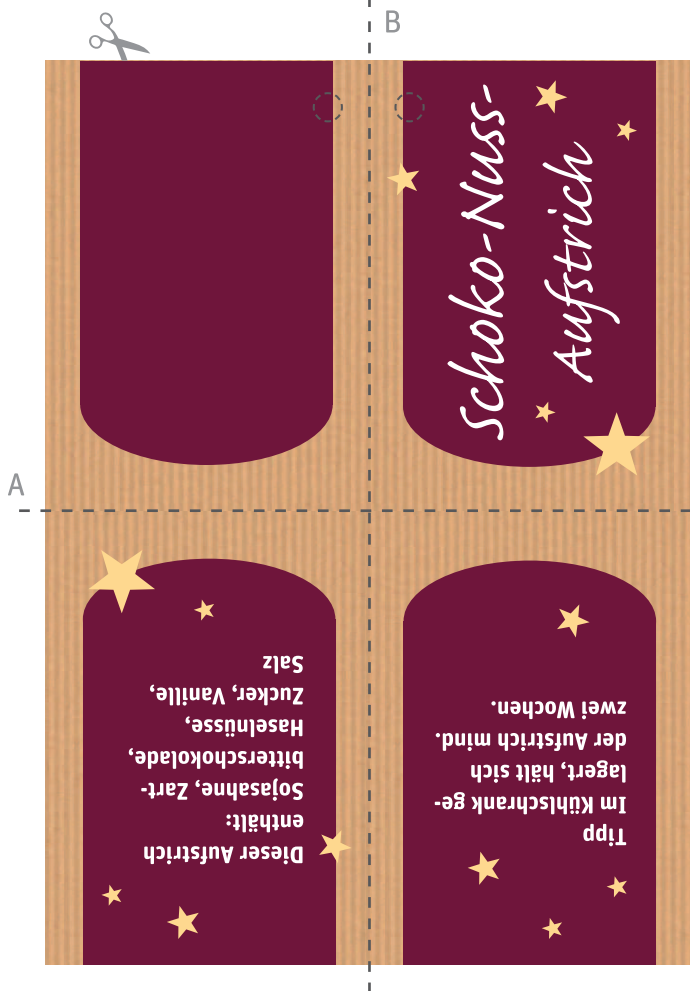 B
Schoko-Nuss-
Aufstrich
A
Dieser Aufstrich
enthält:
Sojasahne, Zart-
bitterschokolade,
Haselnüsse,
Zucker, Vanille,
Salz
Tipp
Im Kühlschrank ge-
lagert, hält sich
der Aufstrich mind.
zwei Wochen.